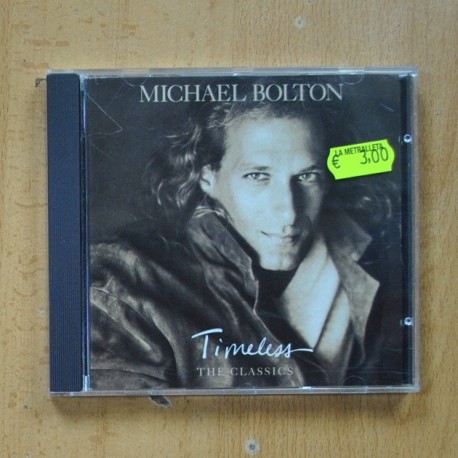 MICHAEL BOLTON
LA METRALLETA
€ 3,00
Timeless
THE CLASSICS